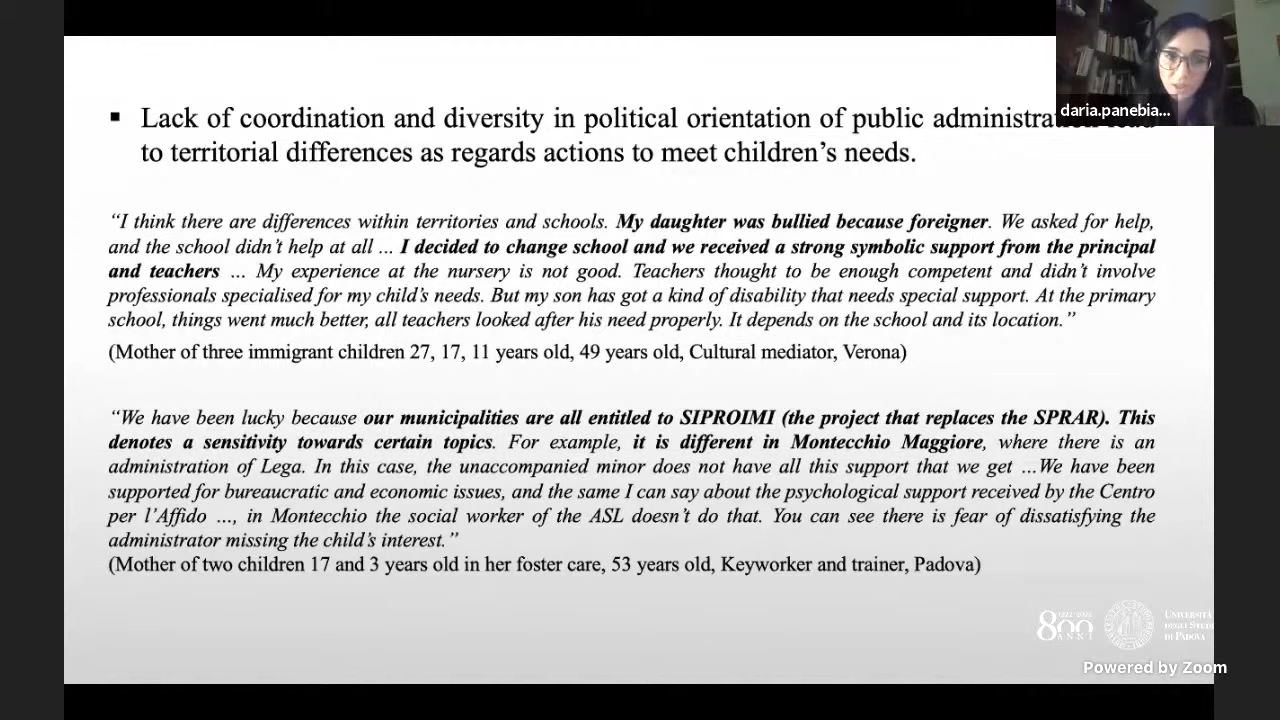 daria.panebia...
▪ Lack of coordination and diversity in political orientation of public administra
to territorial differences as regards actions to meet children’s needs.
“I think there are differences within territories and schools. My daughter was bullied because foreigner. We asked for help,
and the school didn’t help at all ... I decided to change school and we received a strong symbolic support from the principal
and teachers ... My experience at the nursery is not good. Teachers thought to be enough competent and didn’t involve
professionals specialised for my child’s needs. But my son has got a kind of disability that needs special support. At the primary
school, things went much better, all teachers looked after his need properly. It depends on the school and its location.”
(Mother of three immigrant children 27, 17, 11 years old, 49 years old, Cultural mediator, Verona)
“We have been lucky because our municipalities are all entitled to SIPROIMI (the project that replaces the SPRAR). This
denotes a sensitivity towards certain topics. For example, it is different in Montecchio Maggiore, where there is an
administration of Lega. In this case, the unaccompanied minor does not have all this support that we get ...We have been
supported for bureaucratic and economic issues, and the same I can say about the psychological support received by the Centro
per l’Affido ..., in Montecchio the social worker of the ASL doesn’t do that. You can see there is fear of dissatisfying the
administrator missing the child’s interest.”
(Mother of two children 17 and 3 years old in her foster care, 53 years old, Keyworker and trainer, Padova)
1222-2022
800
ANNI
UNIVERSITÀ
DEGLI STUDI
DI PADOVA
Powered by Zoom